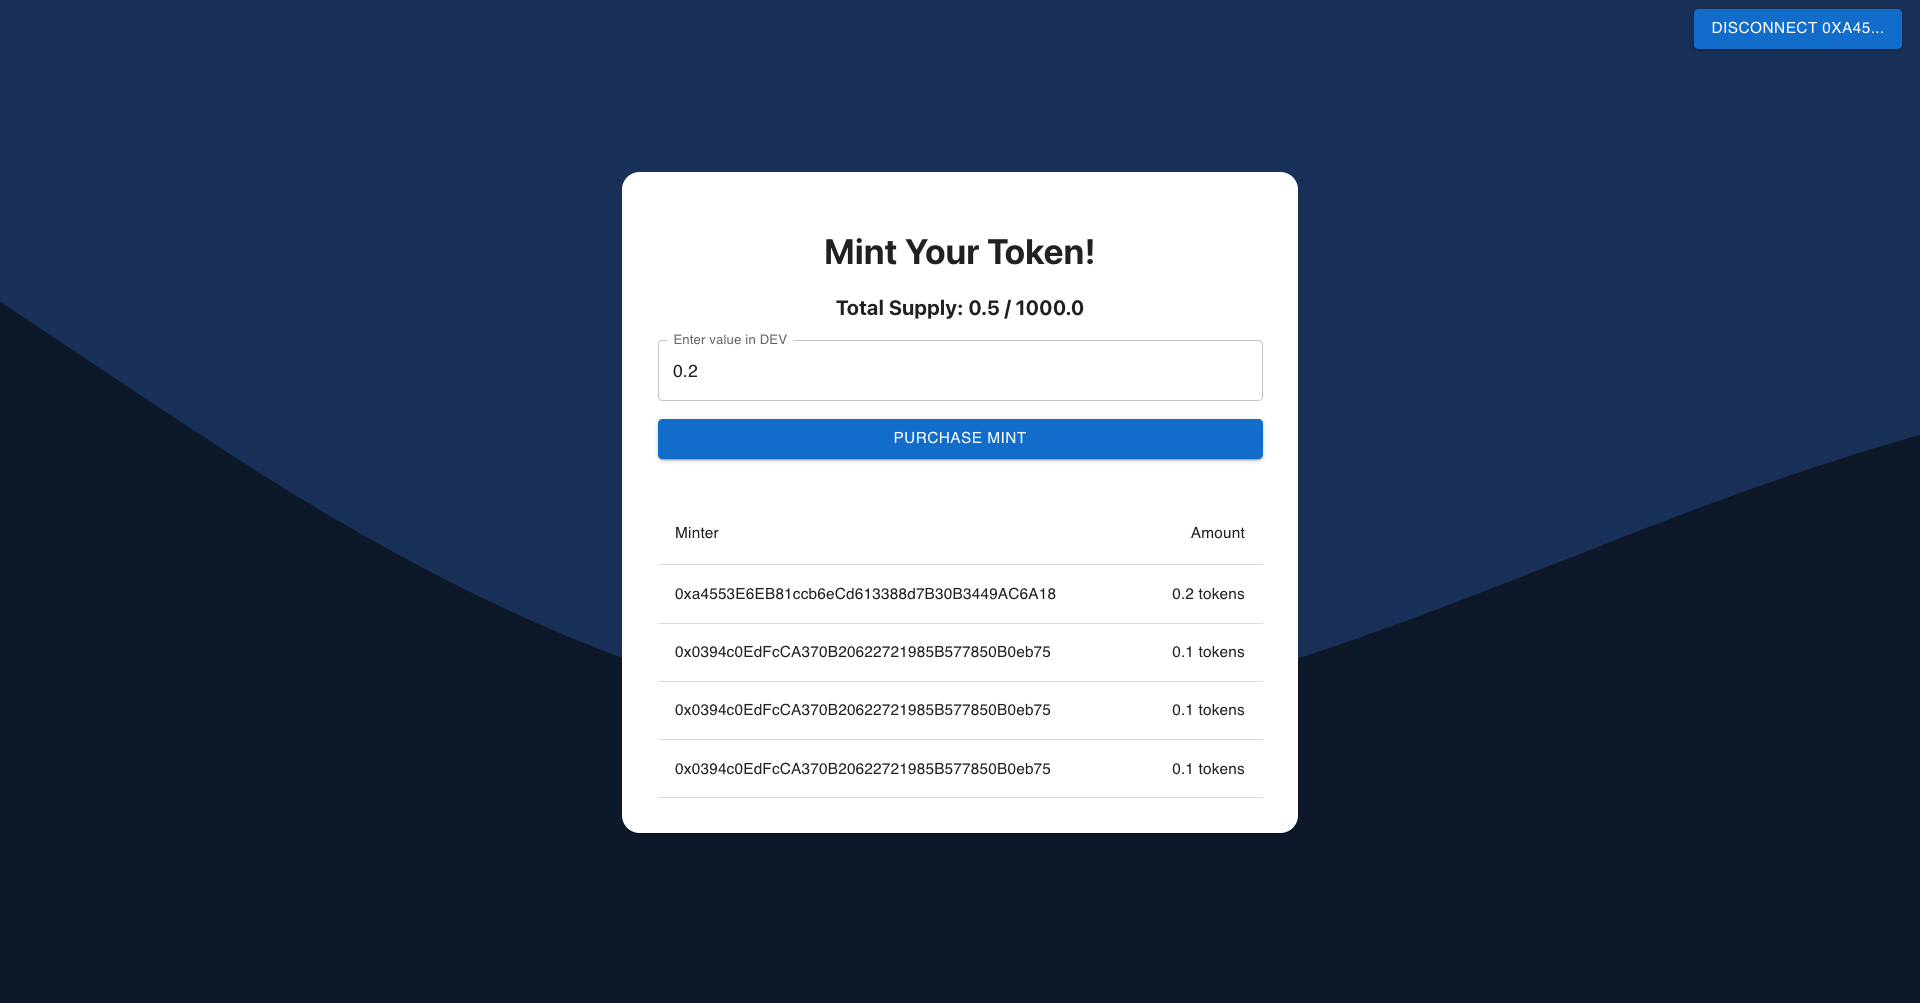 DISCONNECT 0XA45...
Mint Your Token!
Total Supply: 0.5 / 1000.0
Enter value in DEV
0.2
PURCHASE MINT
Minter Amount
0xa4553E6EB81ccb6eCd613388d7B30B3449AC6A18 0.2 tokens
0x0394c0EdFcCA370B20622721985B577850B0eb75 0.1 tokens
0x0394c0EdFcCA370B20622721985B577850B0eb75 0.1 tokens
0x0394c0EdFcCA370B20622721985B577850B0eb75 0.1 tokens